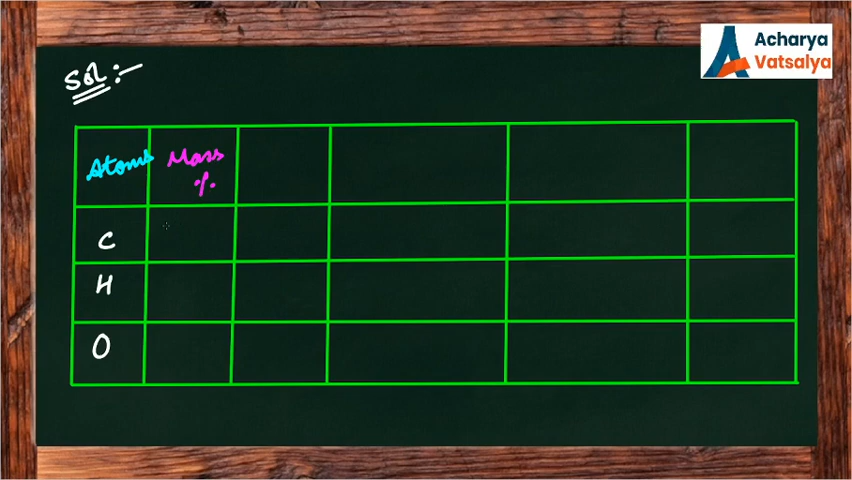 Acharya
Vatsalya
Sol:-
Atoms Mass
%
C
H
O